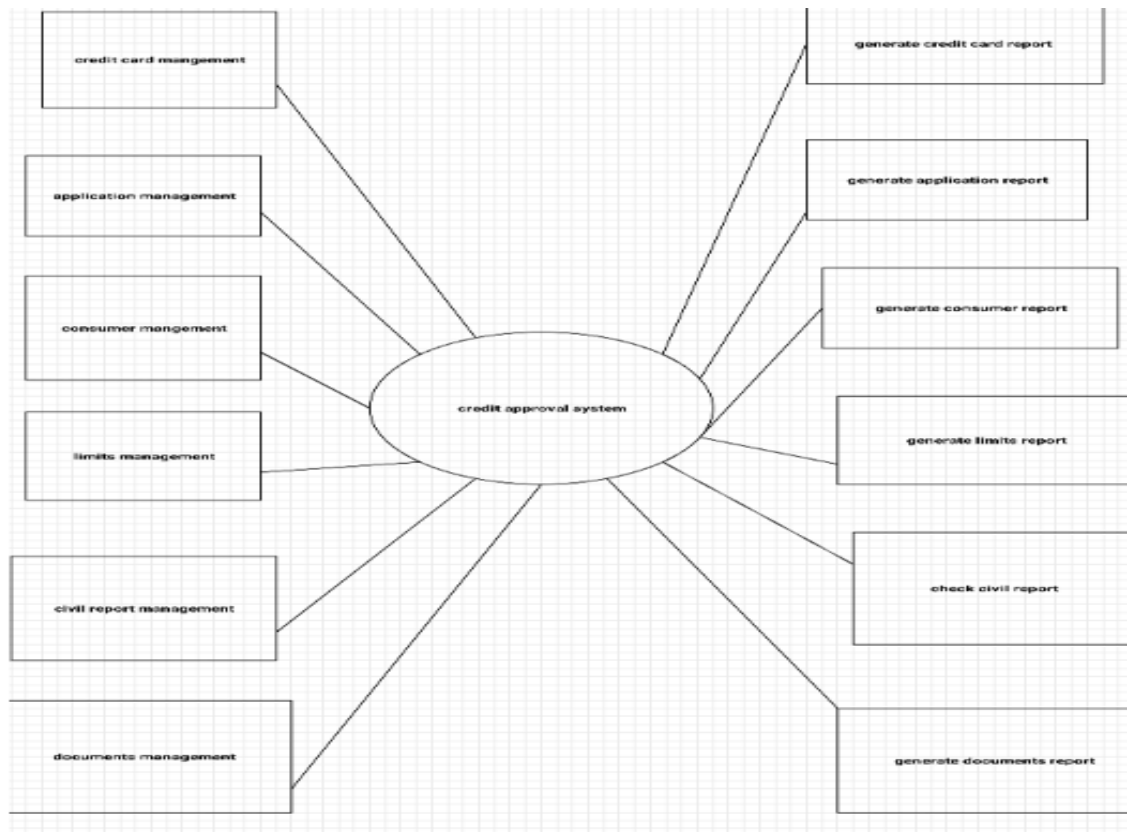 credit card mangement
application management
consumer mangement
limits management
civil report management
documents management
credit approval system
generate credit card report
generate application report
generate consumer report
generate limits report
check civil report
generate documents report